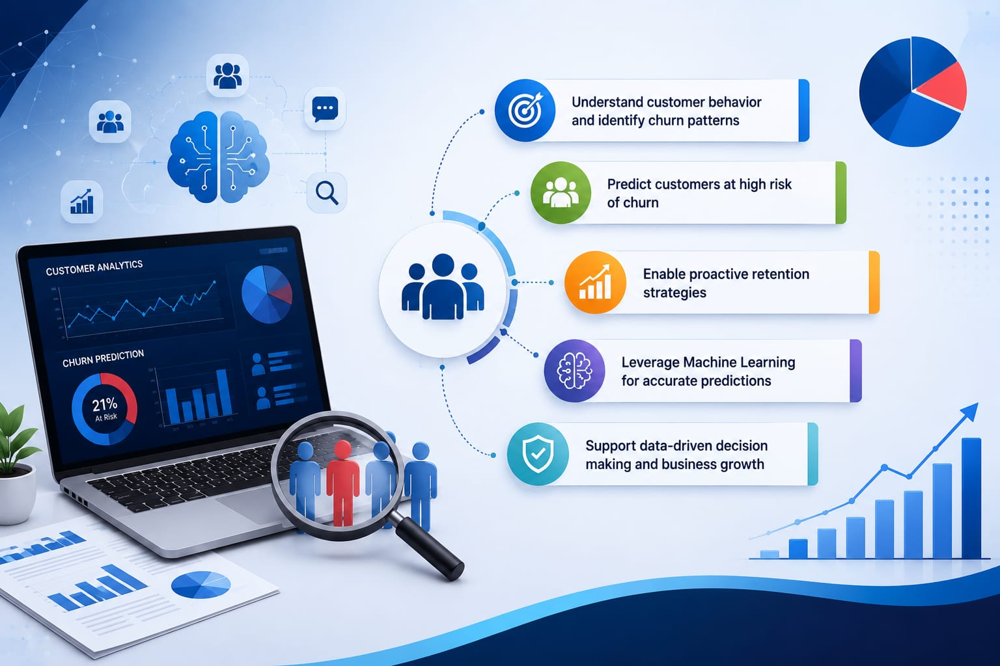 CUSTOMER ANALYTICS
CHURN PREDICTION
21%
At Risk
Understand customer behavior
and identify churn patterns
Predict customers at high risk
of churn
Enable proactive retention
strategies
Leverage Machine Learning
for accurate predictions
Support data-driven decision
making and business growth